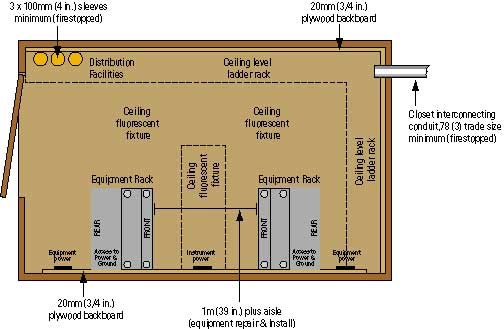 3 x 100mm (4 in.) sleeves
minimum (firestopped)
20mm (3/4 in.)
plywood backboard
Distribution
Facilities
Ceiling level
ladder rack
Ceiling
fluorescent
fixture
Ceiling
fluorescent
fixture
Closet interconnecting
conduit,78 (3) trade size
minimum (firestopped)
Ceiling level
ladder rack
Ceiling
fluorescent
fixture
Equipment Rack
Equipment Rack
REAR
FRONT
FRONT
REAR
Access to
Power &
Ground
Access to
Power &
Ground
Equipment
power
Instrument
power
Equipment
power
20mm (3/4 in.)
plywood backboard
1m (39 in.) plus aisle
(equipment repair & install)